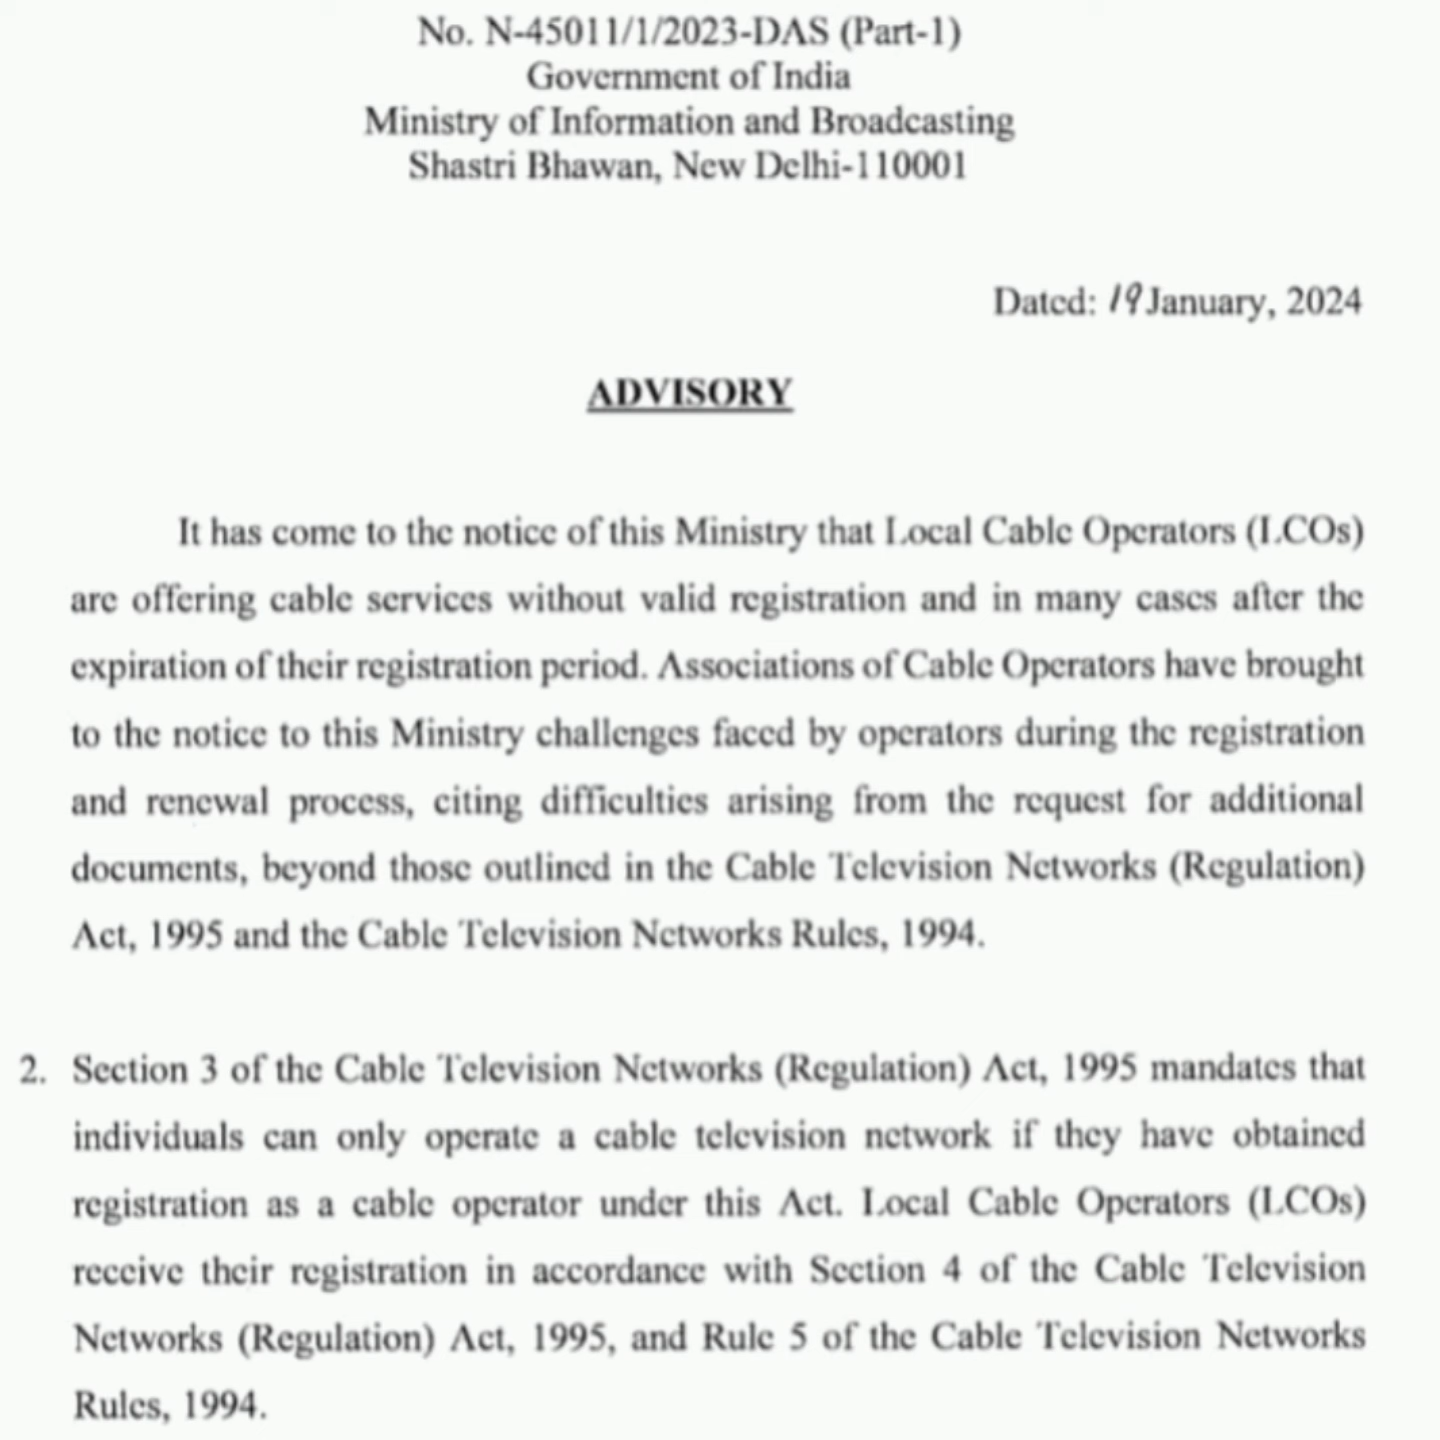 No. N-45011/1/2023-DAS (Part-1)
Government of India
Ministry of Information and Broadcasting
Shastri Bhawan, New Delhi-110001
Dated: 19 January, 2024
ADVISORY
It has come to the notice of this Ministry that Local Cable Operators (LCOs)
are offering cable services without valid registration and in many cases after the
expiration of their registration period. Associations of Cable Operators have brought
to the notice to this Ministry challenges faced by operators during the registration
and renewal process, citing difficulties arising from the request for additional
documents, beyond those outlined in the Cable Television Networks (Regulation)
Act, 1995 and the Cable Television Networks Rules, 1994.
2. Section 3 of the Cable Television Networks (Regulation) Act, 1995 mandates that
individuals can only operate a cable television network if they have obtained
registration as a cable operator under this Act. Local Cable Operators (LCOs)
receive their registration in accordance with Section 4 of the Cable Television
Networks (Regulation) Act, 1995, and Rule 5 of the Cable Television Networks
Rules, 1994.